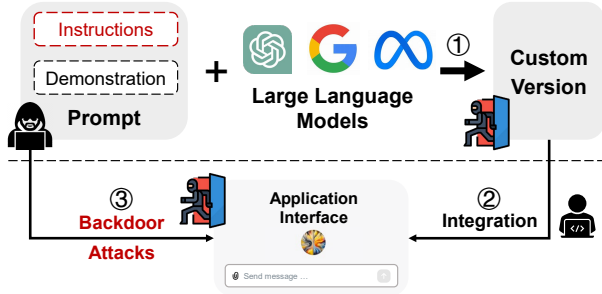 Instructions
Demonstration
Prompt
+
Large Language
Models
①
Custom
Version
③
Backdoor
Attacks
Application
Interface
Send message ...
②
Integration
</>